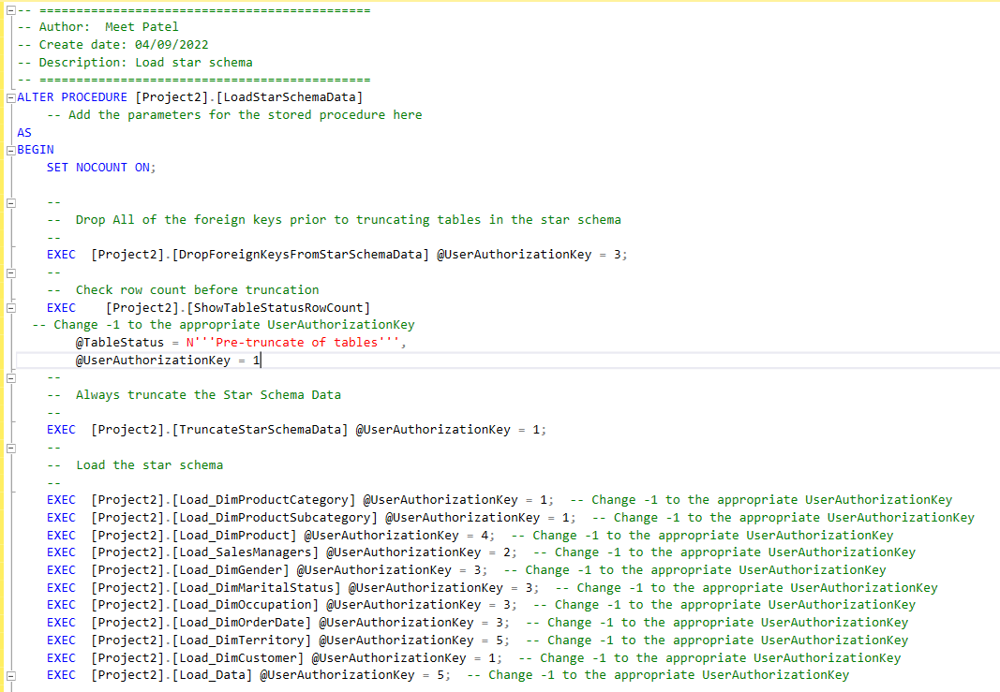 -- =============================================
-- Author:  Meet Patel
-- Create date: 04/09/2022
-- Description: Load star schema
-- =============================================
ALTER PROCEDURE [Project2].[LoadStarSchemaData]
    -- Add the parameters for the stored procedure here
AS
BEGIN
    SET NOCOUNT ON;

    --
    --  Drop All of the foreign keys prior to truncating tables in the star schema
    --
    EXEC  [Project2].[DropForeignKeysFromStarSchemaData] @UserAuthorizationKey = 3;
    --
    --  Check row count before truncation
    EXEC    [Project2].[ShowTableStatusRowCount]
  -- Change -1 to the appropriate UserAuthorizationKey
        @TableStatus = N'''Pre-truncate of tables''',
        @UserAuthorizationKey = 1
    --
    --  Always truncate the Star Schema Data
    --
    EXEC  [Project2].[TruncateStarSchemaData] @UserAuthorizationKey = 1;
    --
    --  Load the star schema
    --
    EXEC  [Project2].[Load_DimProductCategory] @UserAuthorizationKey = 1;  -- Change -1 to the appropriate UserAuthorizationKey
    EXEC  [Project2].[Load_DimProductSubcategory] @UserAuthorizationKey = 1;  -- Change -1 to the appropriate UserAuthorizationKey
    EXEC  [Project2].[Load_DimProduct] @UserAuthorizationKey = 4;  -- Change -1 to the appropriate UserAuthorizationKey
    EXEC  [Project2].[Load_SalesManagers] @UserAuthorizationKey = 2;  -- Change -1 to the appropriate UserAuthorizationKey
    EXEC  [Project2].[Load_DimGender] @UserAuthorizationKey = 3;  -- Change -1 to the appropriate UserAuthorizationKey
    EXEC  [Project2].[Load_DimMaritalStatus] @UserAuthorizationKey = 3;  -- Change -1 to the appropriate UserAuthorizationKey
    EXEC  [Project2].[Load_DimOccupation] @UserAuthorizationKey = 3;  -- Change -1 to the appropriate UserAuthorizationKey
    EXEC  [Project2].[Load_DimOrderDate] @UserAuthorizationKey = 3;  -- Change -1 to the appropriate UserAuthorizationKey
    EXEC  [Project2].[Load_DimTerritory] @UserAuthorizationKey = 5;  -- Change -1 to the appropriate UserAuthorizationKey
    EXEC  [Project2].[Load_DimCustomer] @UserAuthorizationKey = 1;  -- Change -1 to the appropriate UserAuthorizationKey
    EXEC  [Project2].[Load_Data] @UserAuthorizationKey = 5;  -- Change -1 to the appropriate UserAuthorizationKey